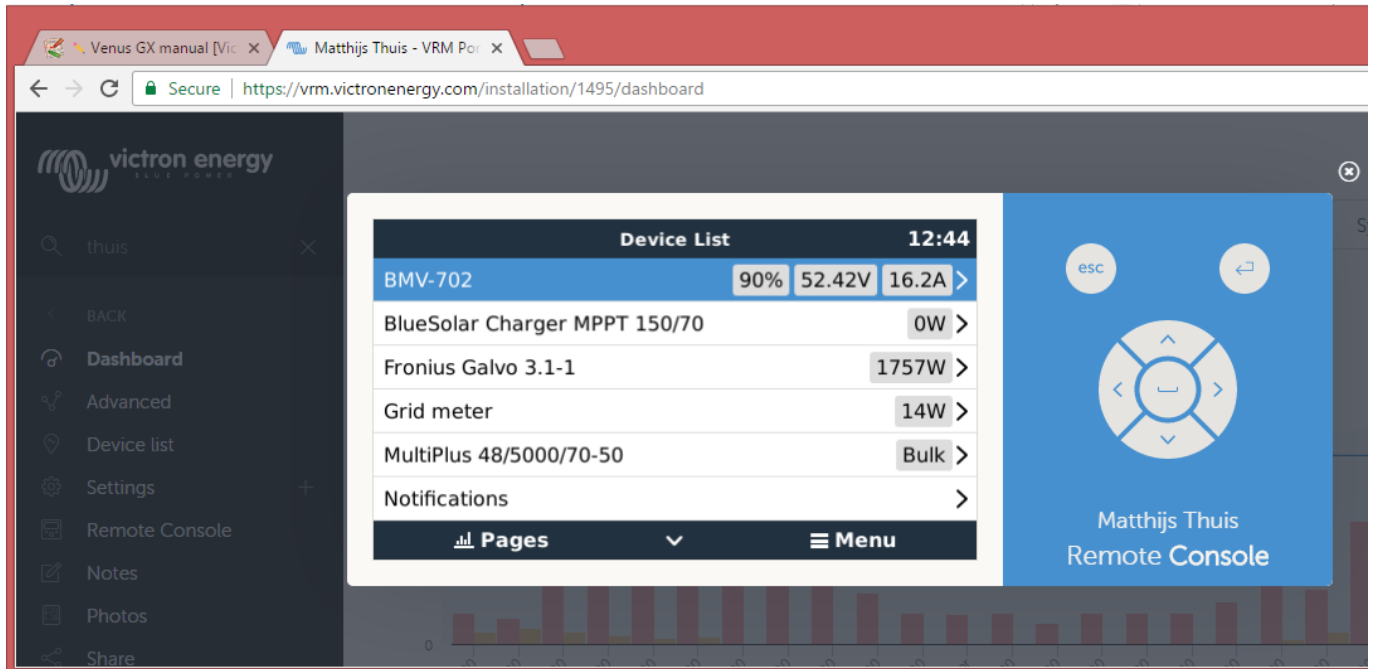 Venus GX manual [Vic
Matthijs Thuis - VRM Por
Secure
https://vrm.victronenergy.com/installation/1495/dashboard
victron energy
BLUE POWER
thuis
BACK
Dashboard
Advanced
Device list
Settings
Remote Console
Notes
Photos
Share
Device List 12:44
BMV-702 90% 52.42V 16.2A
BlueSolar Charger MPPT 150/70 0W
Fronius Galvo 3.1-1 1757W
Grid meter 14W
MultiPlus 48/5000/70-50 Bulk
Notifications
Pages Menu
esc
Matthijs Thuis
Remote Console
S
0